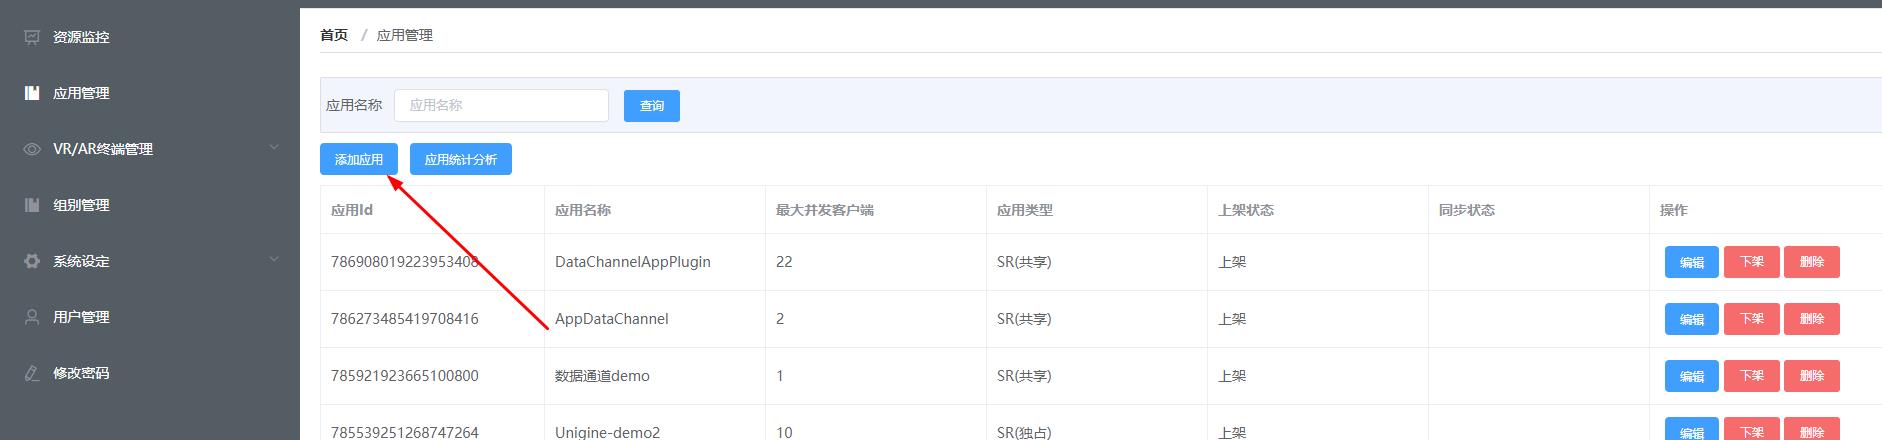 资源监控
应用管理
VR/AR终端管理
组别管理
系统设定
用户管理
修改密码
首页 / 应用管理
应用名称 应用名称 查询
添加应用 应用统计分析
应用Id 应用名称 最大并发客户端 应用类型 上架状态 同步状态 操作
786908019223953408 DataChannelAppPlugin 22 SR(共享) 上架 编辑 下架 删除
786273485419708416 AppDataChannel 2 SR(共享) 上架 编辑 下架 删除
785921923665100800 数据通道demo 1 SR(共享) 上架 编辑 下架 删除
785539251268747264 Unigine-demo2 10 SR(独占) 上架 编辑 下架 删除